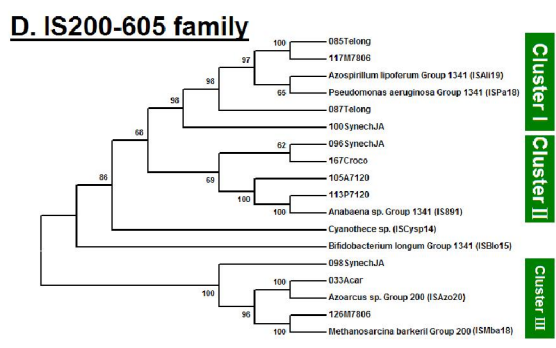 D. IS200-605 family
085Telong
117M7806
Azospirillum lipoferum Group 1341 (ISAli19)
Pseudomonas aeruginosa Group 1341 (ISPa18)
087Telong
100SynechJA
096SynechJA
167Croco
105A7120
113P7120
Anabaena sp. Group 1341 (IS891)
Cyanothece sp. (ISCysp14)
Bifidobacterium longum Group 1341 (ISBlo15)
098SynechJA
033Acar
Azoarcus sp. Group 200 (ISAzo20)
126M7806
Methanosarcina barkeril Group 200 (ISMba18)
100
97
65
98
98
68
62
69
100
86
100
100
100
96
100
Cluster I
Cluster II
Cluster III